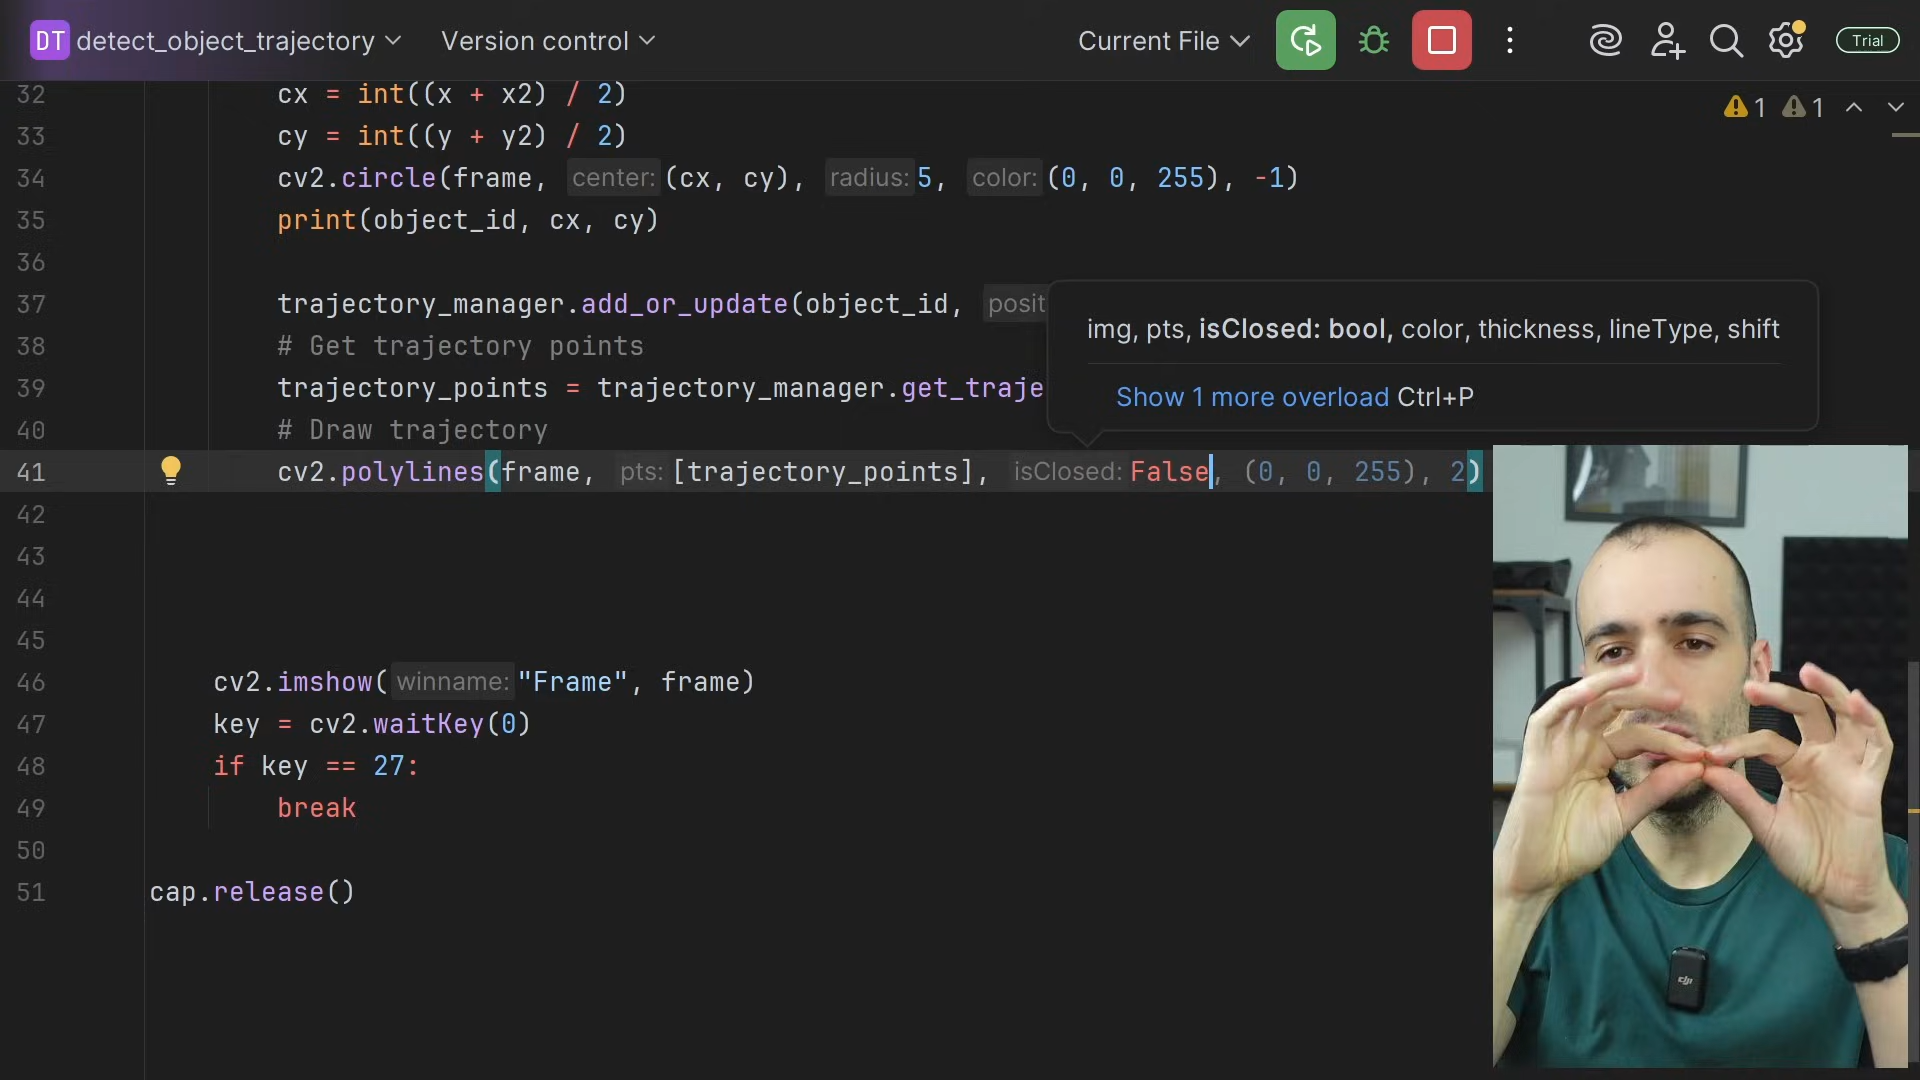 DT detect_object_trajectory Version control Current File Trial
32 cx = int((x + x2) / 2)
1 1
33 cy = int((y + y2) / 2)
34 cv2.circle(frame, center: (cx, cy), radius: 5, color: (0, 0, 255), -1)
35 print(object_id, cx, cy)
36
37 trajectory_manager.add_or_update(object_id, posit
img, pts, isClosed: bool, color, thickness, lineType, shift
38 # Get trajectory points
39 trajectory_points = trajectory_manager.get_traje
Show 1 more overload Ctrl+P
40 # Draw trajectory
41 cv2.polylines(frame, pts: [trajectory_points], isClosed: False, (0, 0, 255), 2)
42
43
44
45
46 cv2.imshow( winname: "Frame", frame)
47 key = cv2.waitKey(0)
48 if key == 27:
49 break
50
51 cap.release()
dji